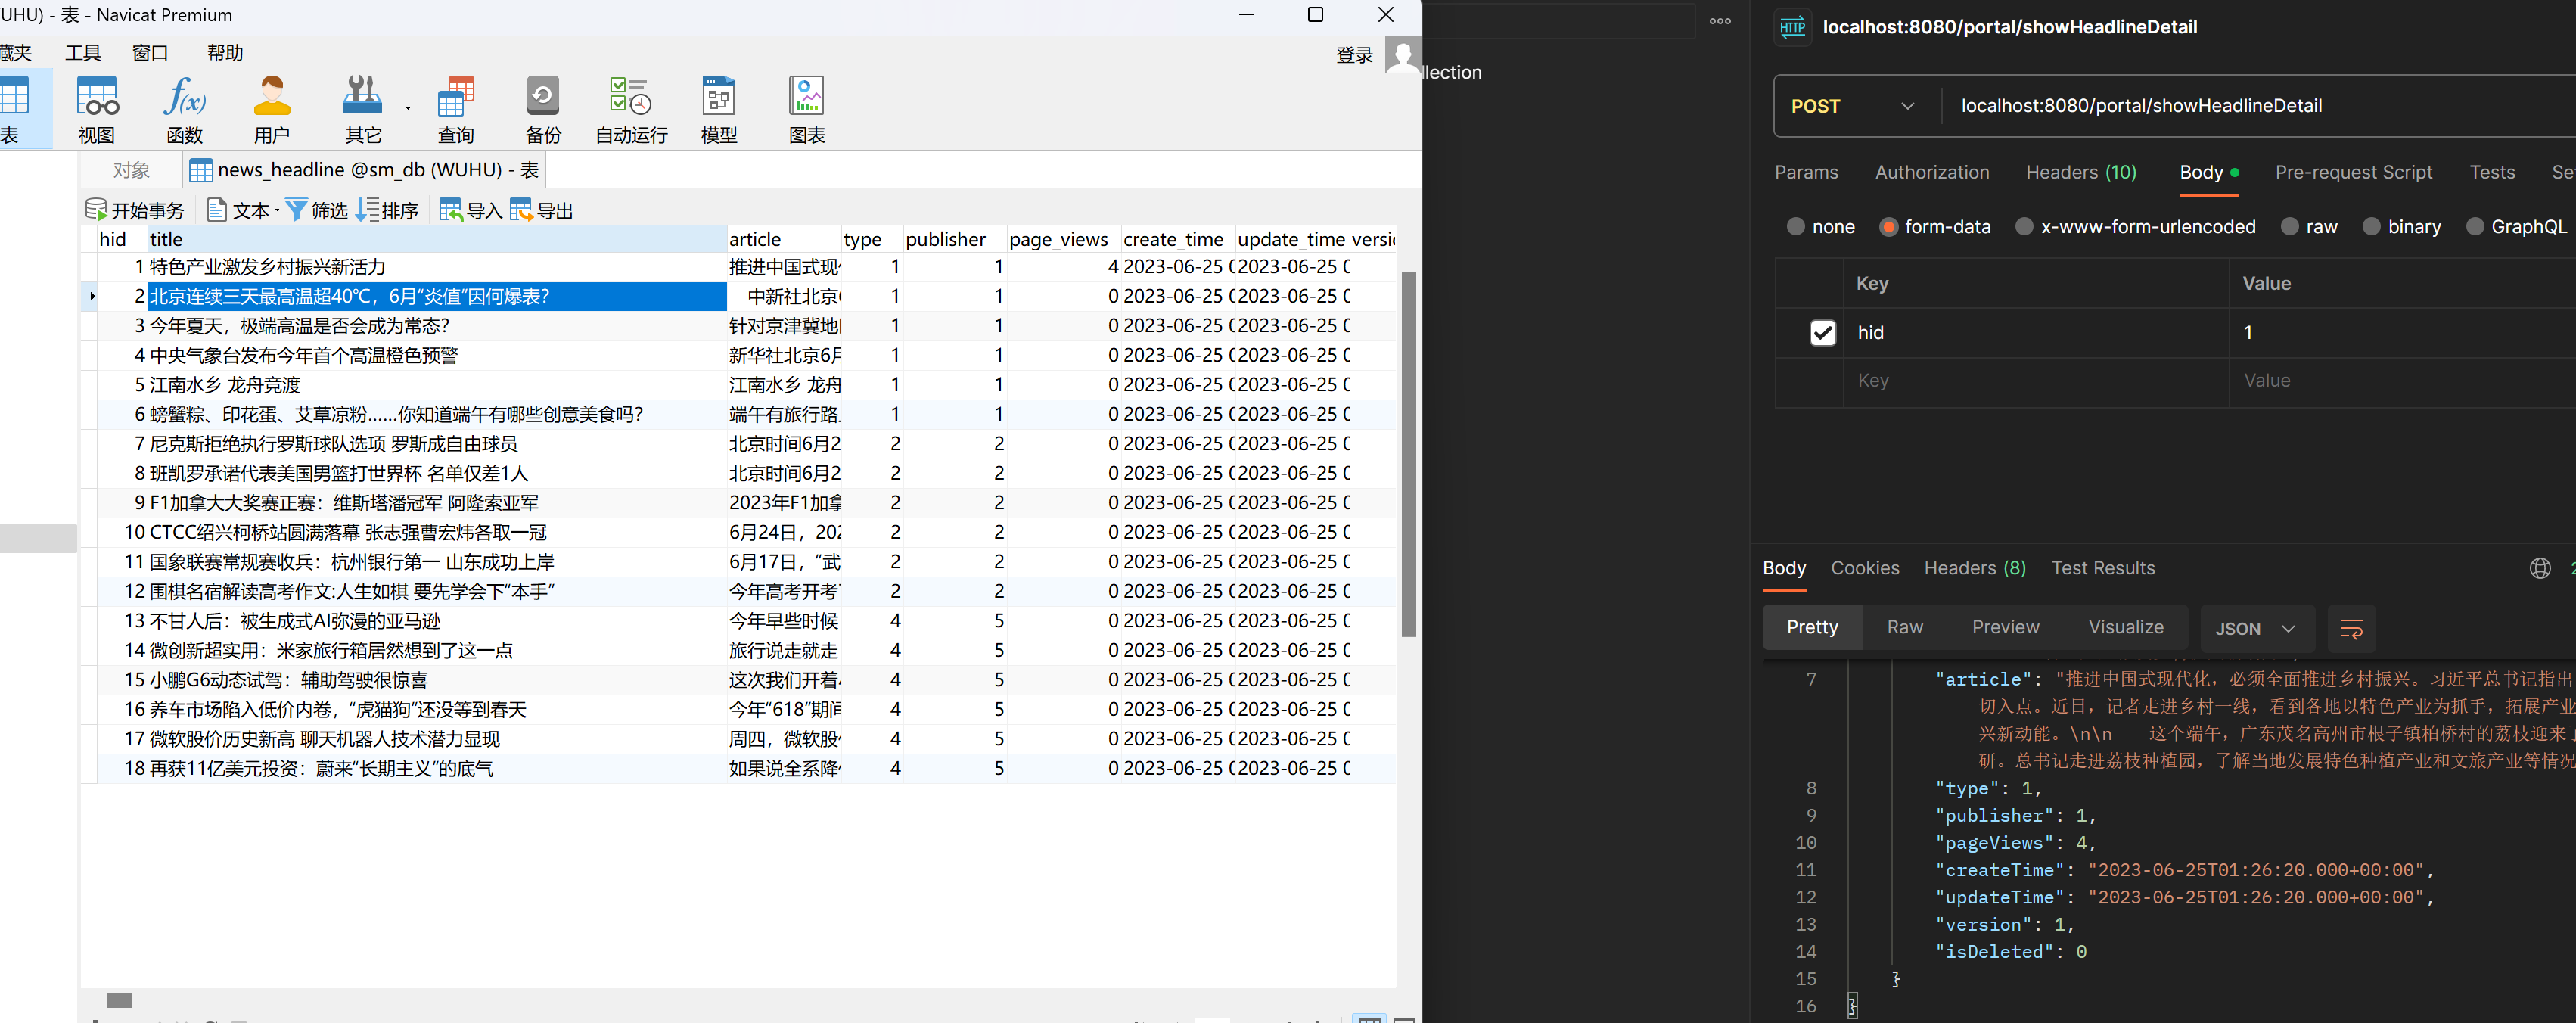 UHU) - 表 - Navicat Premium
藏夹 工具 窗口 帮助
登录
表 视图 函数 用户 其它 查询 备份 自动运行 模型 图表
对象 news_headline @sm_db (WUHU) - 表
开始事务 文本 筛选 排序 导入 导出
hid title article type publisher page_views create_time update_time versio
1 特色产业激发乡村振兴新活力 推进中国式现代 1 1 4 2023-06-25 0 2023-06-25 0
2 北京连续三天最高温超40℃，6月“炎值”因何爆表？ 中新社北京6 1 1 0 2023-06-25 0 2023-06-25 0
3 今年夏天，极端高温是否会成为常态？ 针对京津冀地 1 1 0 2023-06-25 0 2023-06-25 0
4 中央气象台发布今年首个高温橙色预警 新华社北京6月 1 1 0 2023-06-25 0 2023-06-25 0
5 江南水乡 龙舟竞渡 江南水乡 龙舟 1 1 0 2023-06-25 0 2023-06-25 0
6 螃蟹粽、印花蛋、艾草凉粉……你知道端午有哪些创意美食吗？ 端午有旅行路 1 1 0 2023-06-25 0 2023-06-25 0
7 尼克斯拒绝执行罗斯球队选项 罗斯成自由球员 北京时间6月2 2 2 0 2023-06-25 0 2023-06-25 0
8 班凯罗承诺代表美国男篮打世界杯 名单仅差1人 北京时间6月2 2 2 0 2023-06-25 0 2023-06-25 0
9 F1加拿大大奖赛正赛：维斯塔潘冠军 阿隆索亚军 2023年F1加拿 2 2 0 2023-06-25 0 2023-06-25 0
10 CTCC绍兴柯桥站圆满落幕 张志强曹宏炜各取一冠 6月24日，202 2 2 0 2023-06-25 0 2023-06-25 0
11 国象联赛常规赛收兵：杭州银行第一 山东成功上岸 6月17日，“武 2 2 0 2023-06-25 0 2023-06-25 0
12 围棋名宿解读高考作文:人生如棋 要先学会下“本手” 今年高考开考 2 2 0 2023-06-25 0 2023-06-25 0
13 不甘人后：被生成式AI弥漫的亚马逊 今年早些时候 4 5 0 2023-06-25 0 2023-06-25 0
14 微创新超实用：米家旅行箱居然想到了这一点 旅行说走就走 4 5 0 2023-06-25 0 2023-06-25 0
15 小鹏G6动态试驾：辅助驾驶很惊喜 这次我们开着 4 5 0 2023-06-25 0 2023-06-25 0
16 养车市场陷入低价内卷，“虎猫狗”还没等到春天 今年“618”期间 4 5 0 2023-06-25 0 2023-06-25 0
17 微软股价历史新高 聊天机器人技术潜力显现 周四，微软股 4 5 0 2023-06-25 0 2023-06-25 0
18 再获11亿美元投资：蔚来“长期主义”的底气 如果说全系降 4 5 0 2023-06-25 0 2023-06-25 0
llection
HTTP localhost:8080/portal/showHeadlineDetail
POST localhost:8080/portal/showHeadlineDetail
Params Authorization Headers (10) Body Pre-request Script Tests Se
none form-data x-www-form-urlencoded raw binary GraphQL
Key Value
hid 1
Key Value
Body Cookies Headers (8) Test Results 2
Pretty Raw Preview Visualize JSON
7 "article": "推进中国式现代化，必须全面推进乡村振兴。习近平总书记指出
切入点。近日，记者走进乡村一线，看到各地以特色产业为抓手，拓展产业
兴新动能。\n\n 这个端午，广东茂名高州市根子镇柏桥村的荔枝迎来了
研。总书记走进荔枝种植园，了解当地发展特色种植产业和文旅产业等情况
8 "type": 1,
9 "publisher": 1,
10 "pageViews": 4,
11 "createTime": "2023-06-25T01:26:20.000+00:00",
12 "updateTime": "2023-06-25T01:26:20.000+00:00",
13 "version": 1,
14 "isDeleted": 0
15 }
16 }